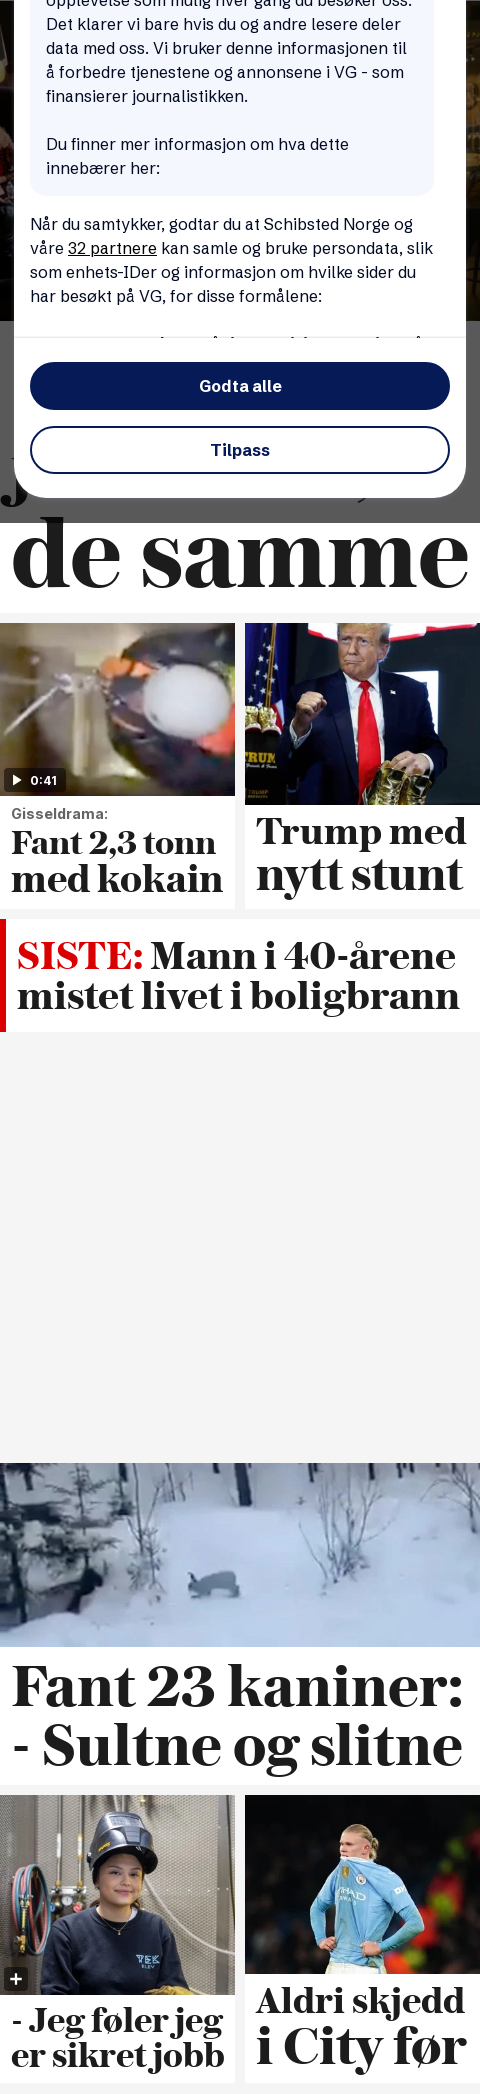 opplevelse som mulig hver gang du besøker oss.
Det klarer vi bare hvis du og andre lesere deler
data med oss. Vi bruker denne informasjonen til
å forbedre tjenestene og annonsene i VG - som
finansierer journalistikken.
Du finner mer informasjon om hva dette
innebærer her:
Når du samtykker, godtar du at Schibsted Norge og
våre 32 partnere kan samle og bruke persondata, slik
som enhets-IDer og informasjon om hvilke sider du
har besøkt på VG, for disse formålene:
Godta alle
Tilpass
de samme
0:41
Gisseldrama:
Fant 2,3 tonn
med kokain
TRUMP
Trump med
nytt stunt
SISTE: Mann i 40-årene
mistet livet i boligbrann
Fant 23 kaniner:
- Sultne og slitne
TEK
ELEV
- Jeg føler jeg
er sikret jobb
Aldri skjedd
i City før